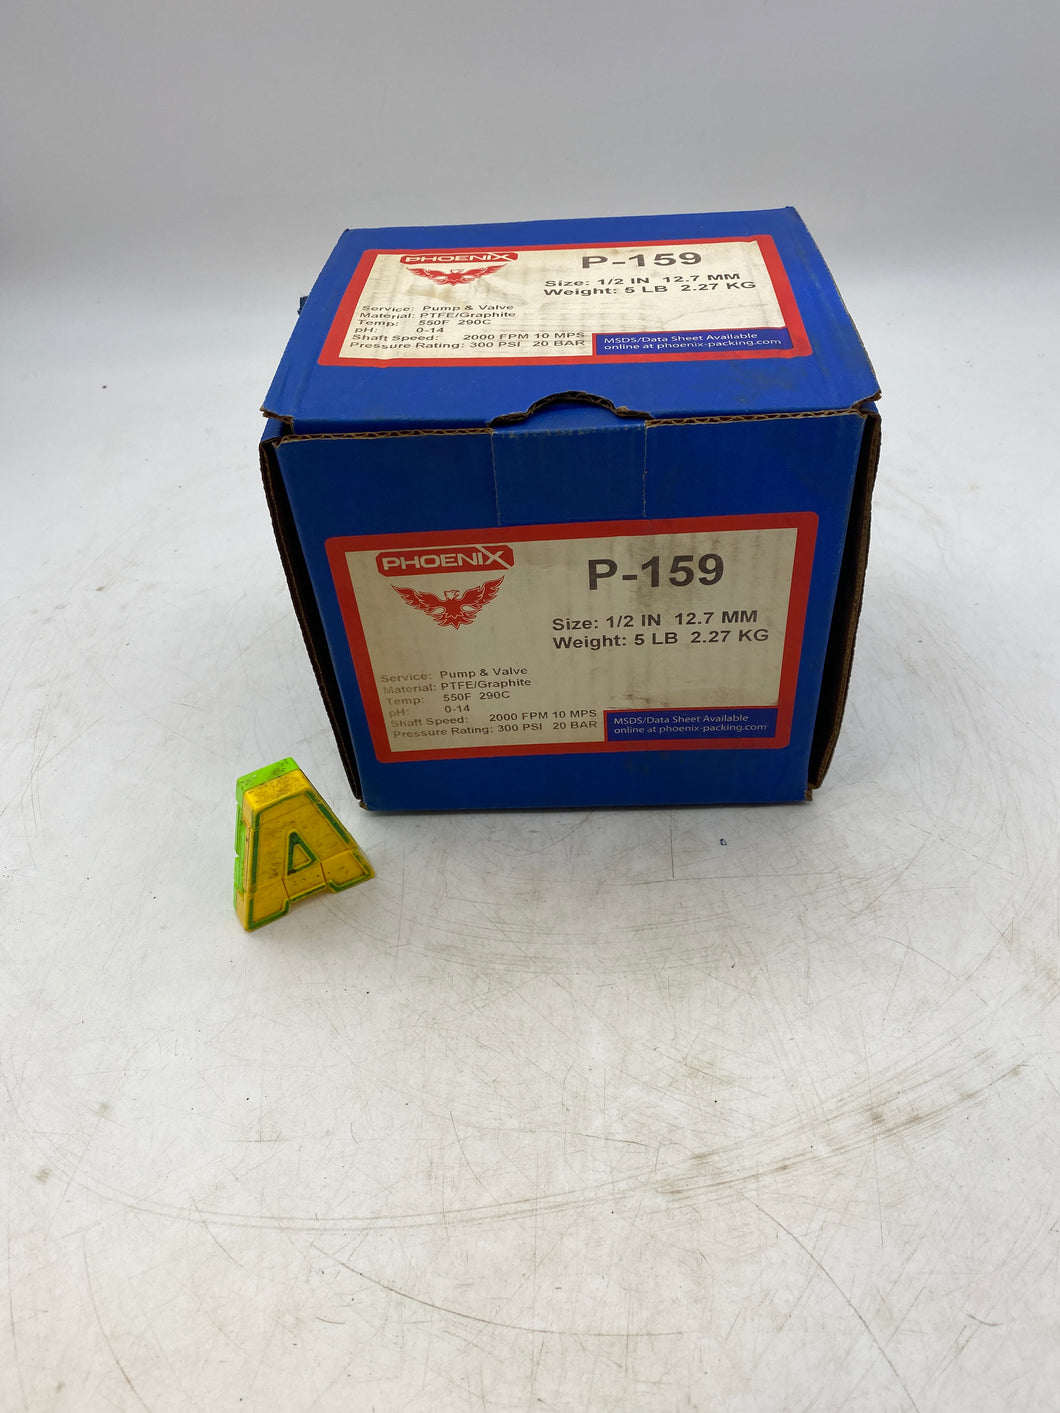 PHOENIX
P-159
Size: 1/2 IN 12.7 MM
Weight: 5 LB 2.27 KG
Service: Pump & Valve
Material: PTFE/Graphite
Temp: 550F 290C
pH: 0-14
Shaft Speed: 2000 FPM 10 MPS
Pressure Rating: 300 PSI 20 BAR
MSDS/Data Sheet Available
online at phoenix-packing.com
PHOENIX
P-159
Size: 1/2 IN 12.7 MM
Weight: 5 LB 2.27 KG
Service: Pump & Valve
Material: PTFE/Graphite
Temp: 550F 290C
pH: 0-14
Shaft Speed: 2000 FPM 10 MPS
Pressure Rating: 300 PSI 20 BAR
MSDS/Data Sheet Available
online at phoenix-packing.com
A